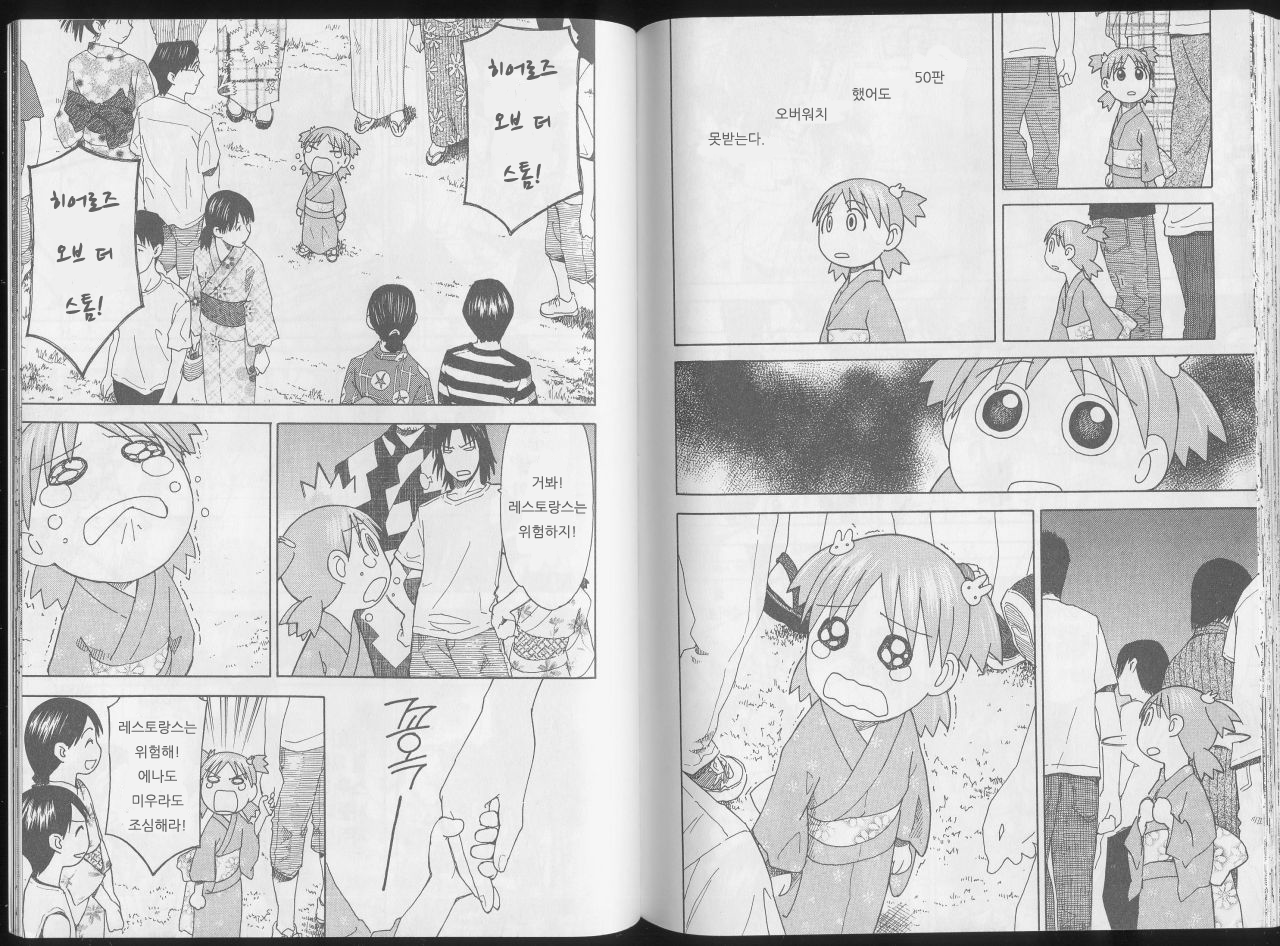 50판
했어도
오버워치
못받는다.
히어로즈
오브 더
스톰!
히어로즈
오브 더
스톰!
거봐!
레스토랑스는
위험하지!
꼬옥ー
레스토랑스는
위험해!
에나도
미우라도
조심해라!